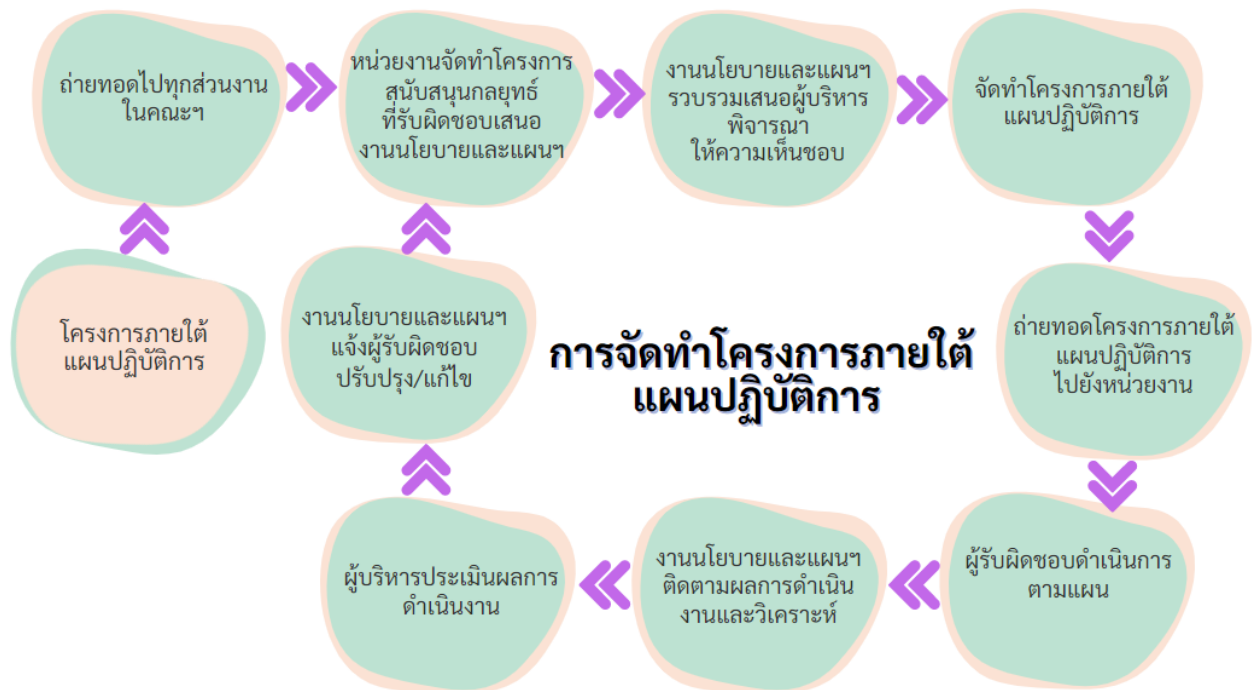 ถ่ายทอดไปทุกส่วนงาน
ในคณะฯ
หน่วยงานจัดทำโครงการ
สนับสนุนกลยุทธ์
ที่รับผิดชอบเสนอ
งานนโยบายและแผนฯ
งานนโยบายและแผนฯ
รวบรวมเสนอผู้บริหาร
พิจารณา
ให้ความเห็นชอบ
จัดทำโครงการภายใต้
แผนปฏิบัติการ
โครงการภายใต้
แผนปฏิบัติการ
งานนโยบายและแผนฯ
แจ้งผู้รับผิดชอบ
ปรับปรุง/แก้ไข
การจัดทำโครงการภายใต้
แผนปฏิบัติการ
ถ่ายทอดโครงการภายใต้
แผนปฏิบัติการ
ไปยังหน่วยงาน
ผู้บริหารประเมินผลการ
ดำเนินงาน
งานนโยบายและแผนฯ
ติดตามผลการดำเนิน
งานและวิเคราะห์
ผู้รับผิดชอบดำเนินการ
ตามแผน